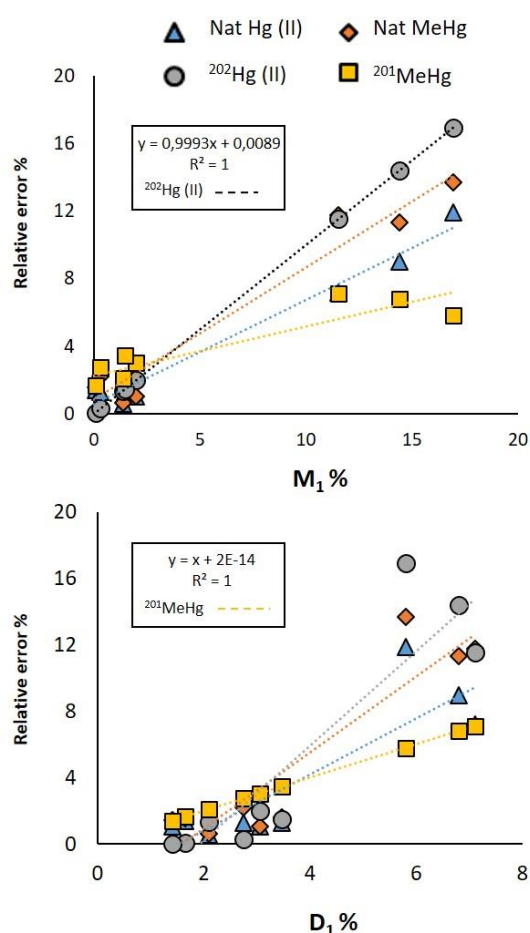 Nat Hg (II) Nat MeHg
²⁰²Hg (II) ²⁰¹MeHg
20
16
12
8
4
0
Relative error %
y = 0,9993x + 0,0089
R² = 1
²⁰²Hg (II)
0 5 10 15 20
M₁ %
20
16
12
8
4
0
Relative error %
y = x + 2E-14
R² = 1
²⁰¹MeHg
0 2 4 6 8
D₁ %